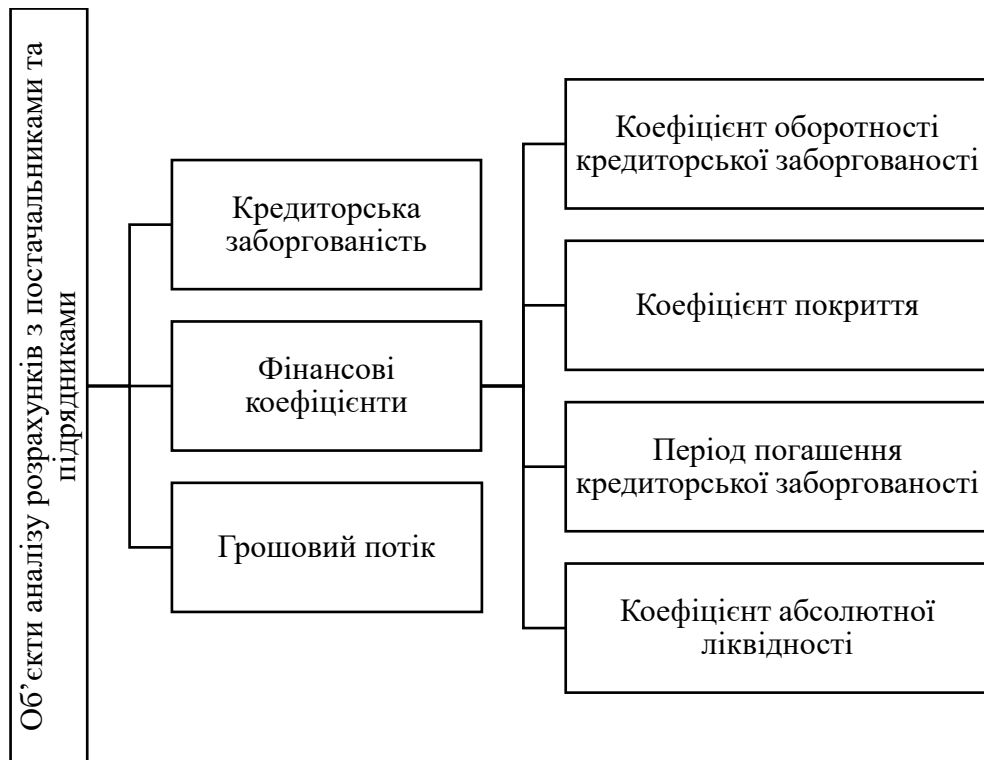 Об’єкти аналізу розрахунків з постачальниками та
підрядниками
Кредиторська
заборгованість
Фінансові
коефіцієнти
Грошовий потік
Коефіцієнт оборотності
кредиторської заборгованості
Коефіцієнт покриття
Період погашення
кредиторської заборгованості
Коефіцієнт абсолютної
ліквідності